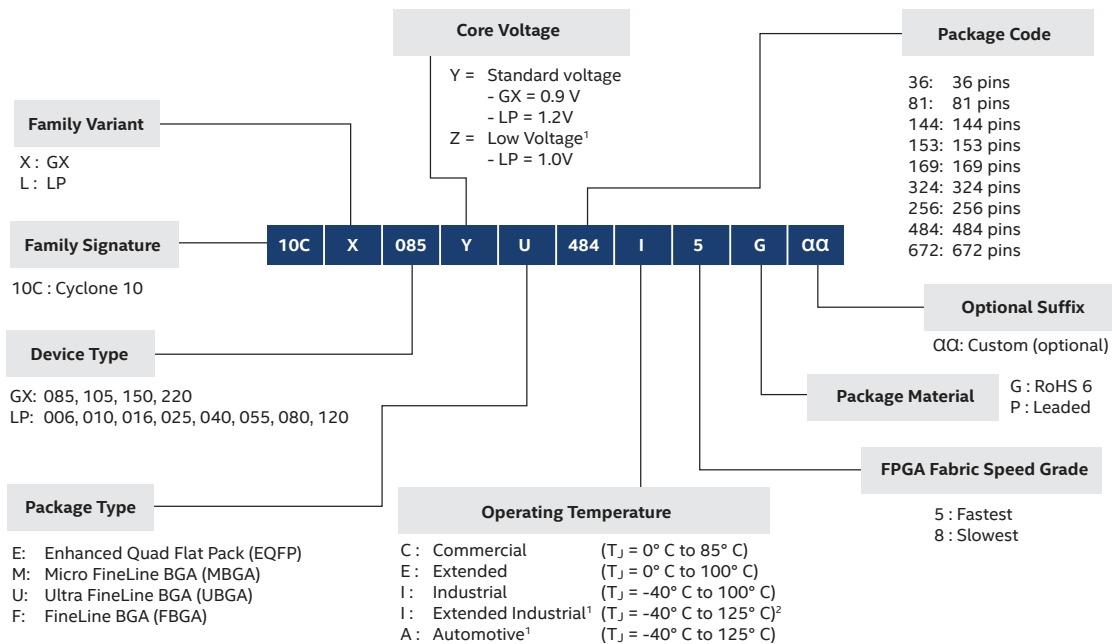 Core Voltage
Y = Standard voltage
- GX = 0.9 V
- LP = 1.2V
Z = Low Voltage¹
- LP = 1.0V
Package Code
36: 36 pins
81: 81 pins
144: 144 pins
153: 153 pins
169: 169 pins
324: 324 pins
256: 256 pins
484: 484 pins
672: 672 pins
Family Variant
X : GX
L : LP
Family Signature
10C : Cyclone 10
10C X 085 Y U 484 I 5 G αα
Optional Suffix
αα: Custom (optional)
Device Type
GX: 085, 105, 150, 220
LP: 006, 010, 016, 025, 040, 055, 080, 120
Package Material
G : RoHS 6
P : Leaded
FPGA Fabric Speed Grade
5 : Fastest
8 : Slowest
Package Type
E: Enhanced Quad Flat Pack (EQFP)
M: Micro FineLine BGA (MBGA)
U: Ultra FineLine BGA (UBGA)
F: FineLine BGA (FBGA)
Operating Temperature
C : Commercial (TJ = 0° C to 85° C)
E : Extended (TJ = 0° C to 100° C)
I : Industrial (TJ = -40° C to 100° C)
I : Extended Industrial¹ (TJ = -40° C to 125° C)²
A : Automotive¹ (TJ = -40° C to 125° C)